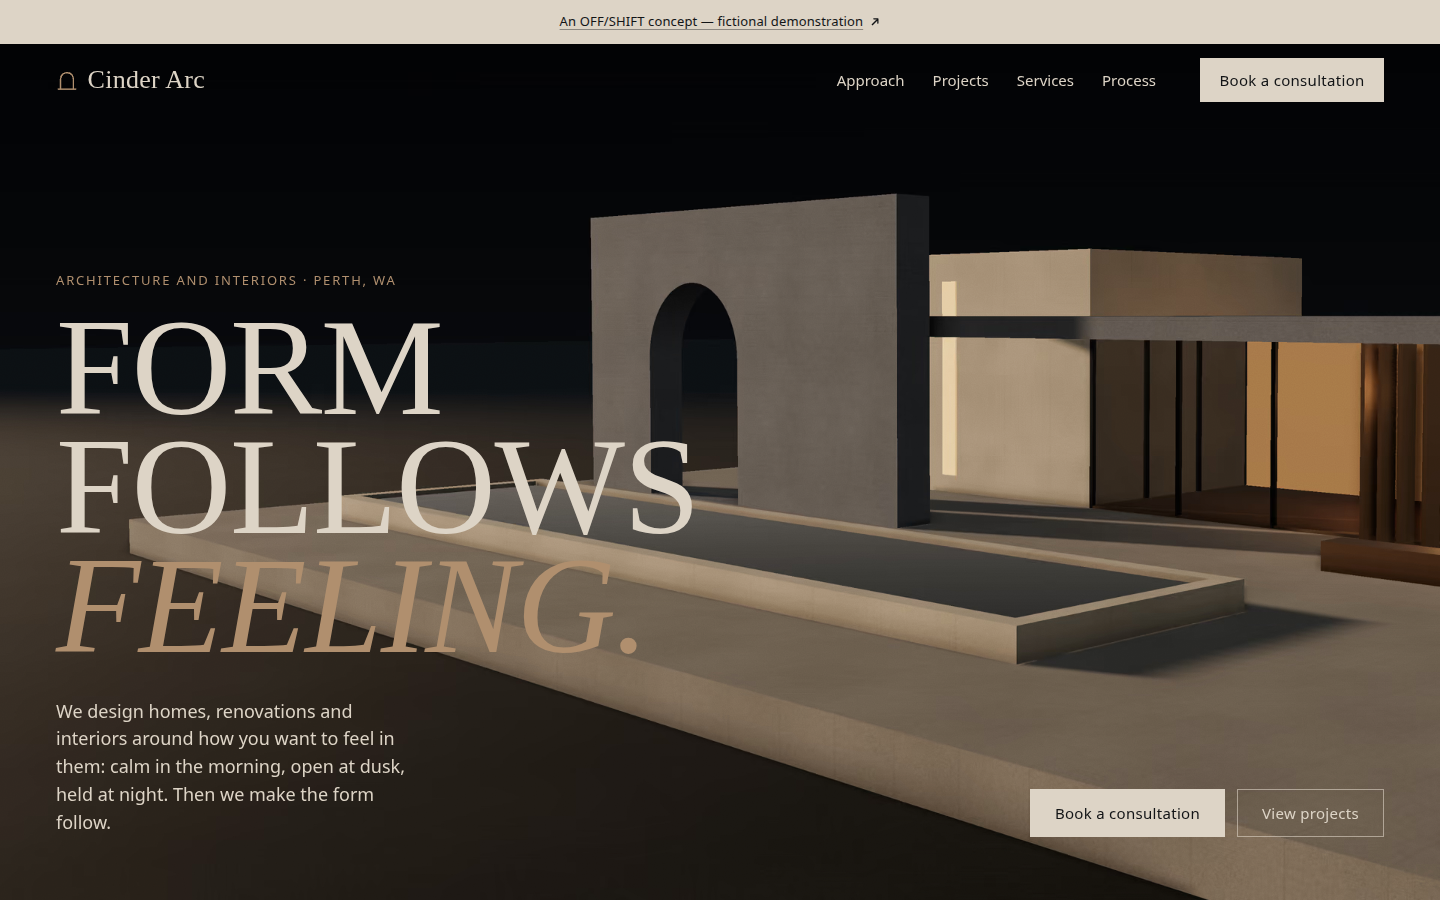 An OFF/SHIFT concept — fictional demonstration ↗
Cinder Arc
Approach Projects Services Process Book a consultation
ARCHITECTURE AND INTERIORS · PERTH, WA
FORM
FOLLOWS
FEELING.
We design homes, renovations and
interiors around how you want to feel in
them: calm in the morning, open at dusk,
held at night. Then we make the form
follow.
Book a consultation View projects